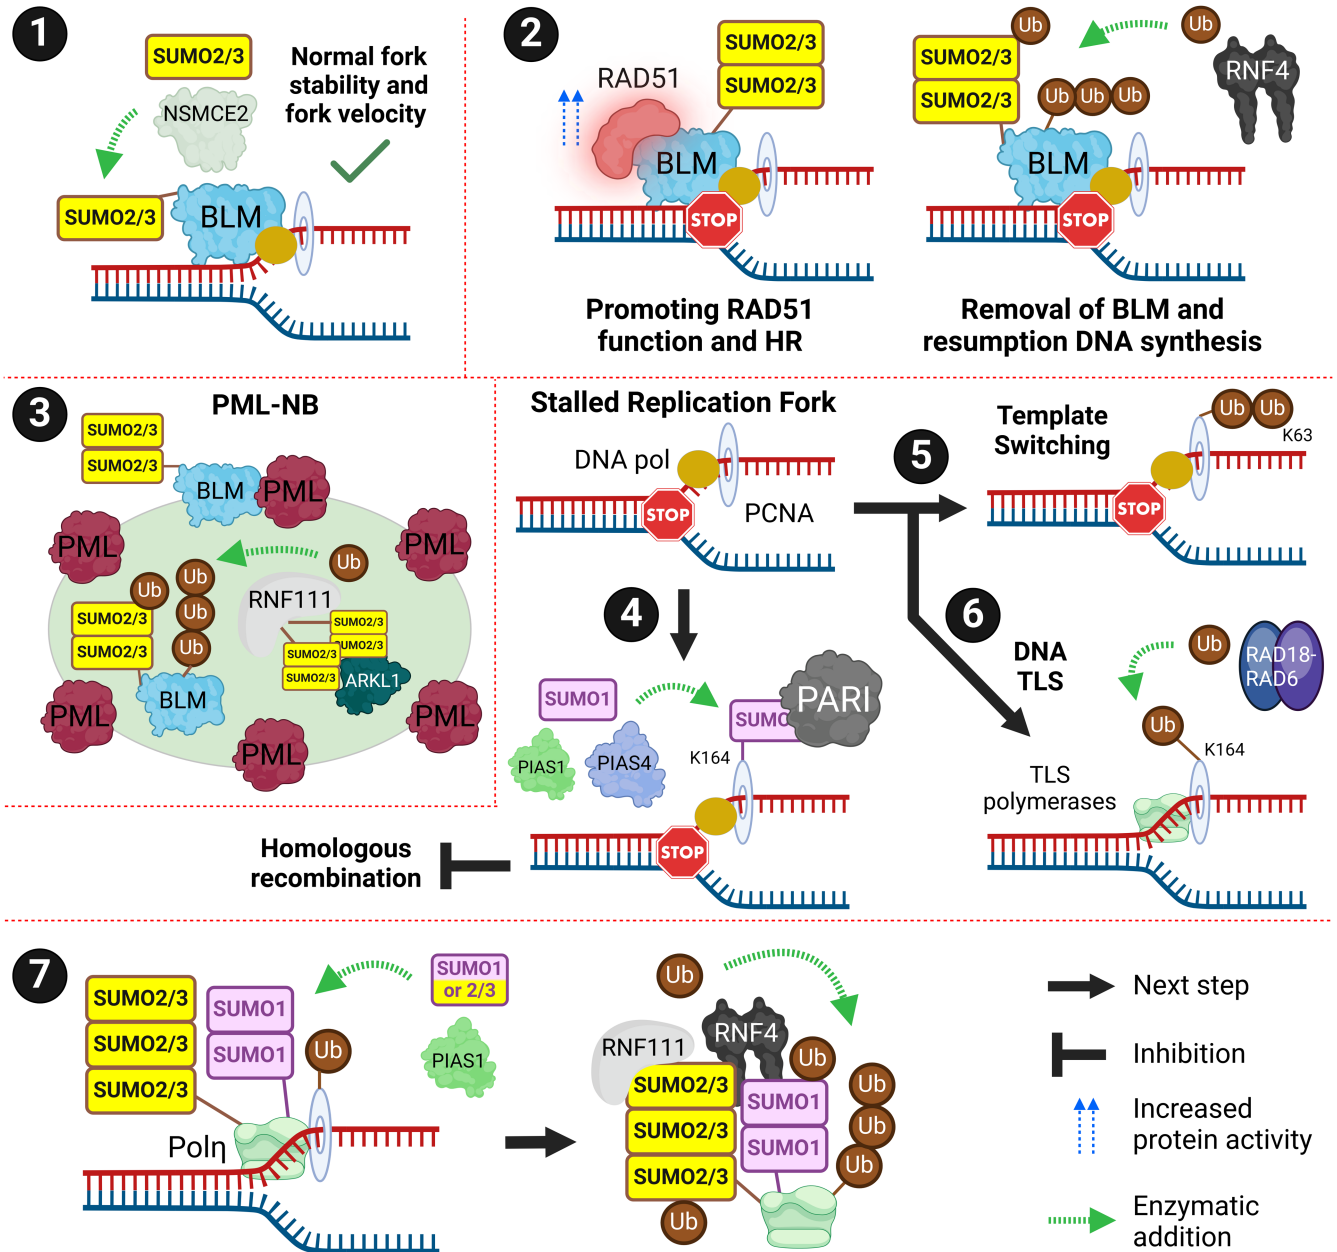 1
SUMO2/3
NSMCE2
Normal fork
stability and
fork velocity
SUMO2/3
BLM
2
RAD51
SUMO2/3
SUMO2/3
BLM
STOP
Promoting RAD51
function and HR
Ub
Ub
RNF4
SUMO2/3
SUMO2/3
Ub
Ub
Ub
BLM
STOP
Removal of BLM and
resumption DNA synthesis
3
PML-NB
SUMO2/3
SUMO2/3
BLM
PML
PML
PML
Ub
Ub
Ub
Ub
Ub
RNF111
SUMO2/3
SUMO2/3
SUMO2/3
SUMO2/3
SUMO2/3
SUMO2/3
ARKL1
BLM
PML
PML
PML
Stalled Replication Fork
DNA pol
STOP
PCNA
5
Template
Switching
Ub
Ub
K63
STOP
4
SUMO1
PIAS1
PIAS4
SUMO
PARI
K164
STOP
Homologous
recombination
6
DNA
TLS
Ub
RAD18-
RAD6
Ub
K164
TLS
polymerases
7
SUMO2/3
SUMO2/3
SUMO2/3
SUMO1
SUMO1
Ub
SUMO1
or 2/3
PIAS1
Polη
Ub
RNF111
RNF4
Ub
SUMO2/3
SUMO2/3
SUMO2/3
SUMO1
SUMO1
Ub
Ub
Ub
Ub
Next step
Inhibition
Increased
protein activity
Enzymatic
addition